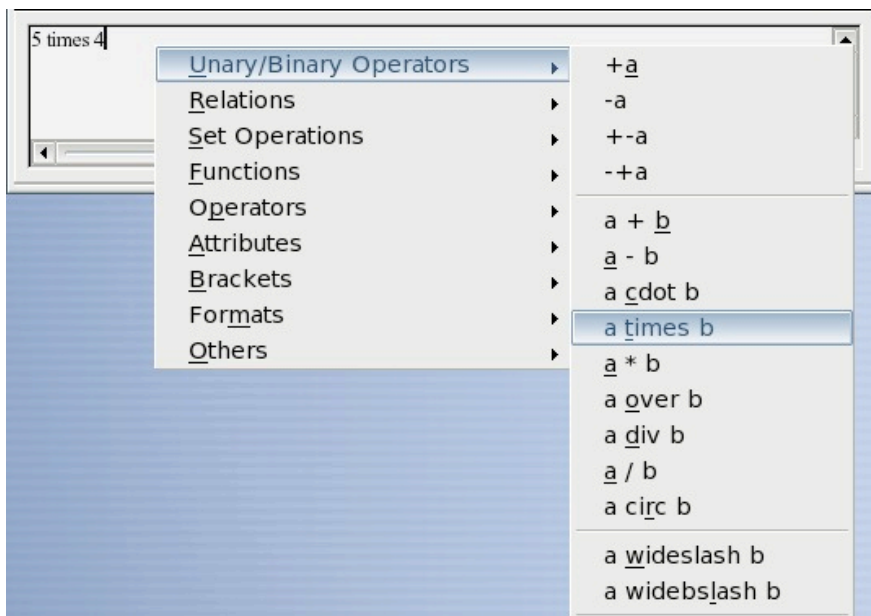 5 times 4
Unary/Binary Operators
Relations
Set Operations
Functions
Operators
Attributes
Brackets
Formats
Others
+a
-a
+-a
-+a
a + b
a - b
a cdot b
a times b
a * b
a over b
a div b
a / b
a circ b
a wideslash b
a widebslash b